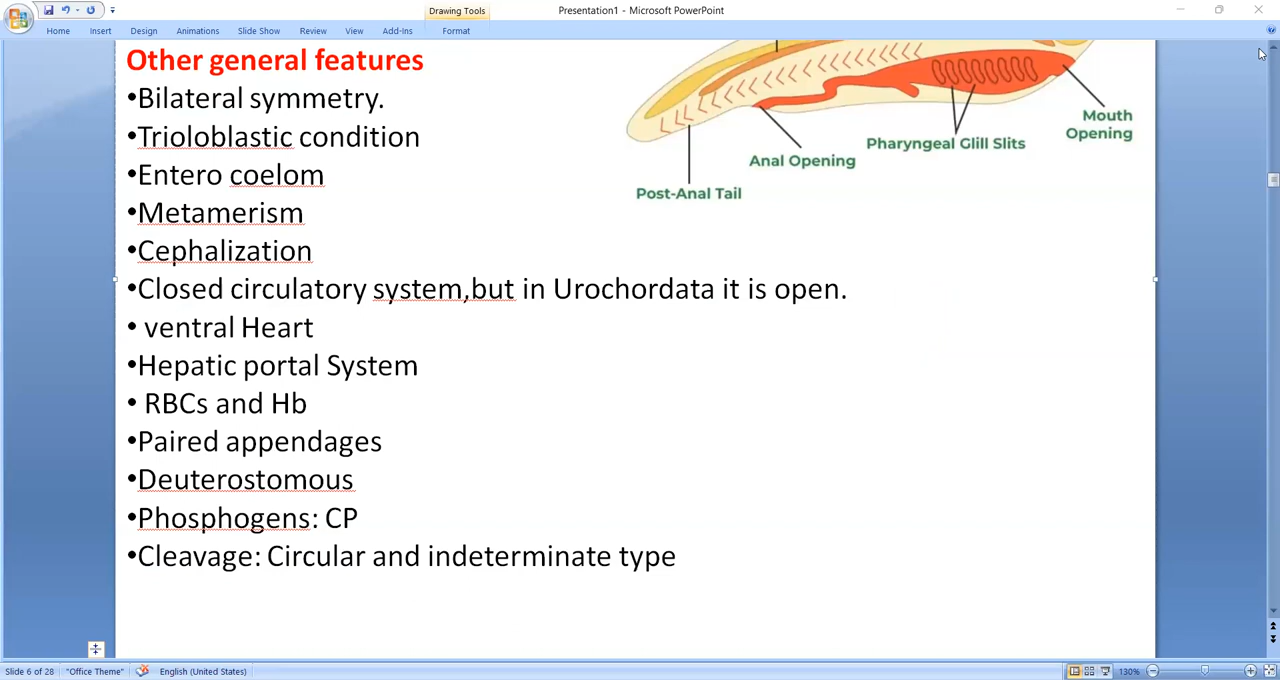 Drawing Tools
Presentation1 - Microsoft PowerPoint
Home Insert Design Animations Slide Show Review View Add-Ins Format
Other general features
•Bilateral symmetry.
•Trioloblastic condition
•Entero coelom
•Metamerism
•Cephalization
•Closed circulatory system,but in Urochordata it is open.
• ventral Heart
•Hepatic portal System
• RBCs and Hb
•Paired appendages
•Deuterostomous
•Phosphogens: CP
•Cleavage: Circular and indeterminate type
Mouth
Opening
Pharyngeal Glill Slits
Anal Opening
Post-Anal Tail
Slide 6 of 28 "Office Theme" English (United States) 130%